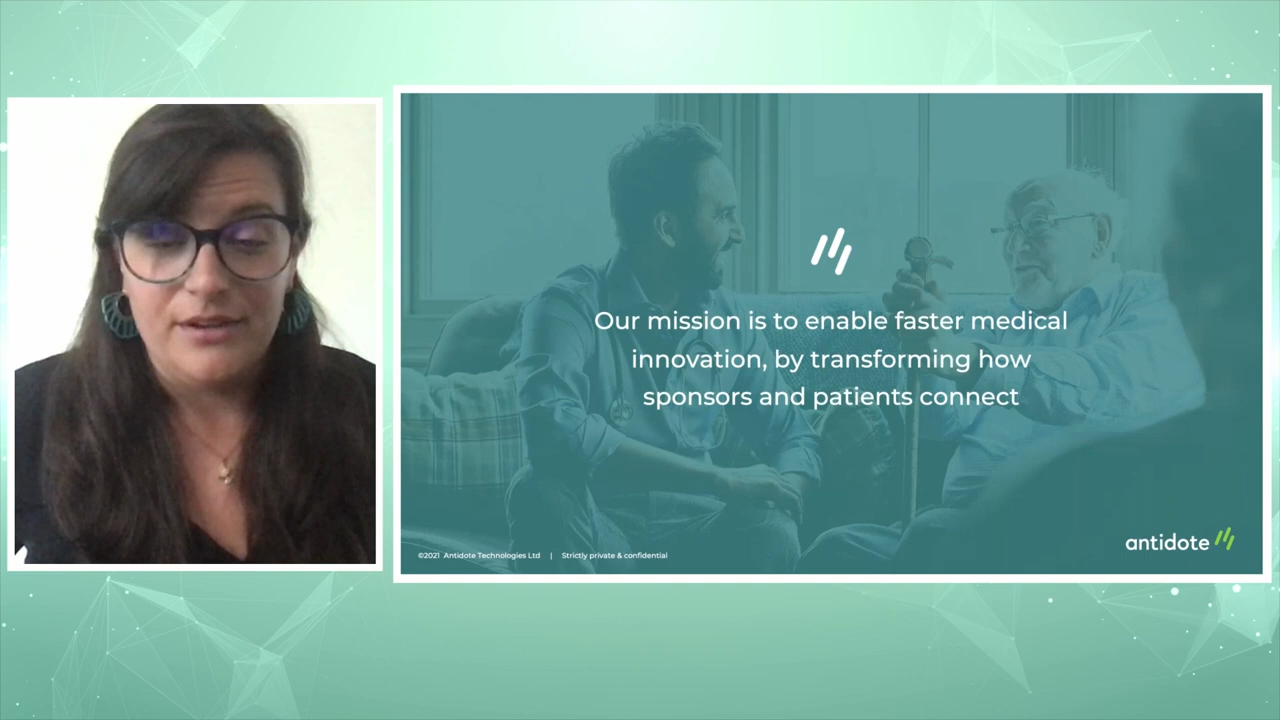 Our mission is to enable faster medical
innovation, by transforming how
sponsors and patients connect
©2021 Antidote Technologies Ltd | Strictly private & confidential
antidote